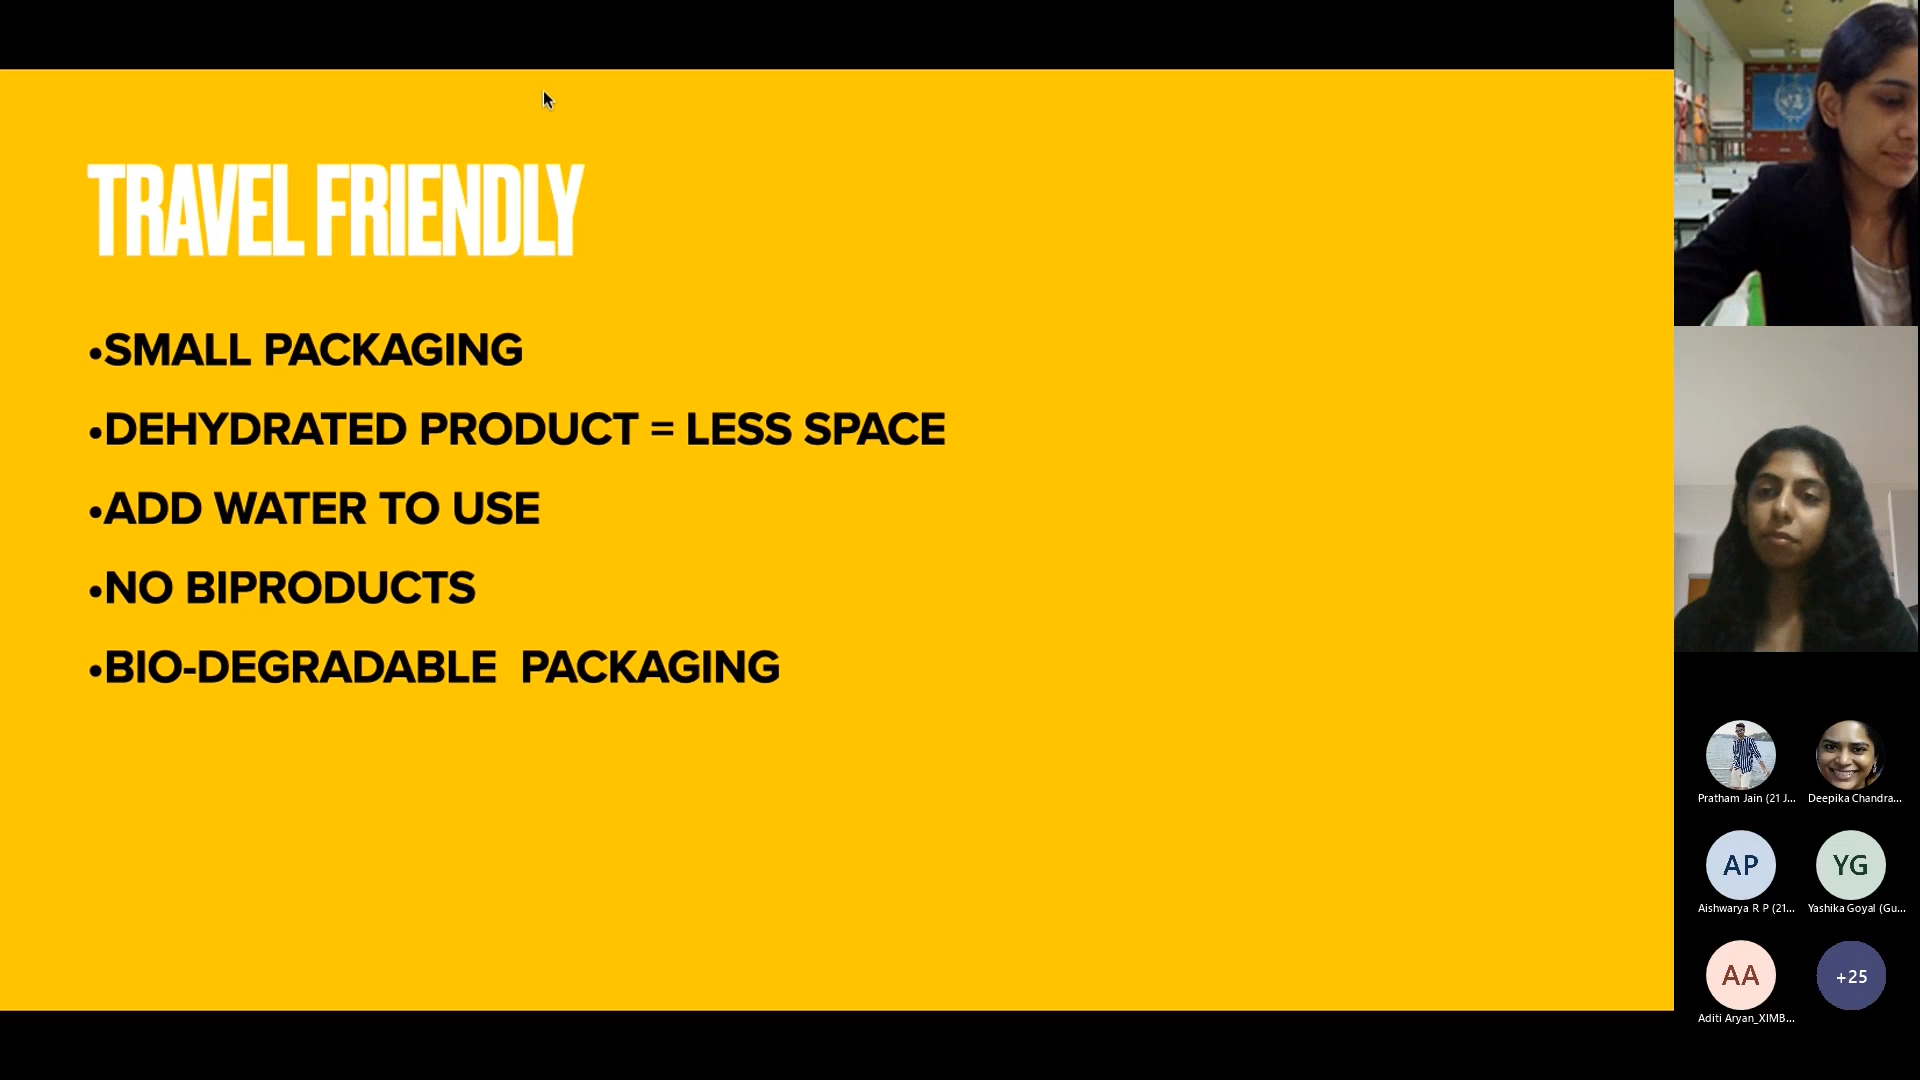 TRAVEL FRIENDLY
•SMALL PACKAGING
•DEHYDRATED PRODUCT = LESS SPACE
•ADD WATER TO USE
•NO BIPRODUCTS
•BIO-DEGRADABLE PACKAGING
Pratham Jain (21 J...
Deepika Chandra...
AP
YG
Aishwarya R P (21...
Yashika Goyal (Gu...
AA
+25
Aditi Aryan_XIMB...